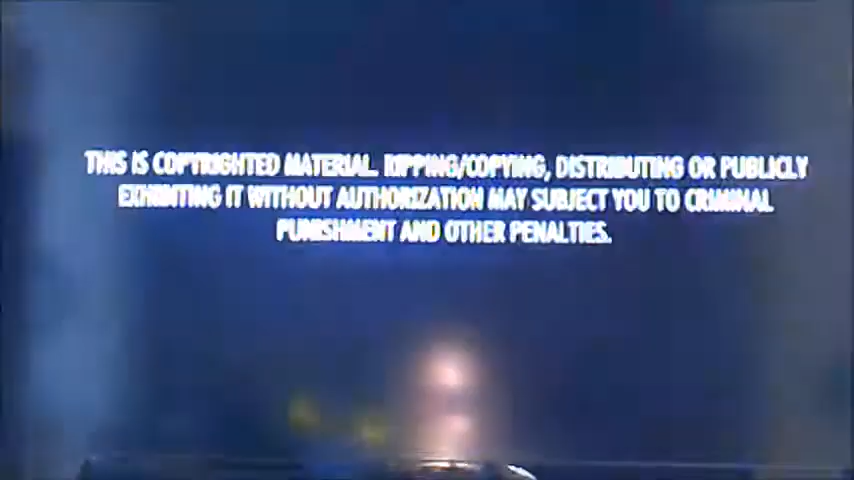 THIS IS COPYRIGHTED MATERIAL. RIPPING/COPYING, DISTRIBUTING OR PUBLICLY
EXHIBITING IT WITHOUT AUTHORIZATION MAY SUBJECT YOU TO CRIMINAL
PUNISHMENT AND OTHER PENALTIES.